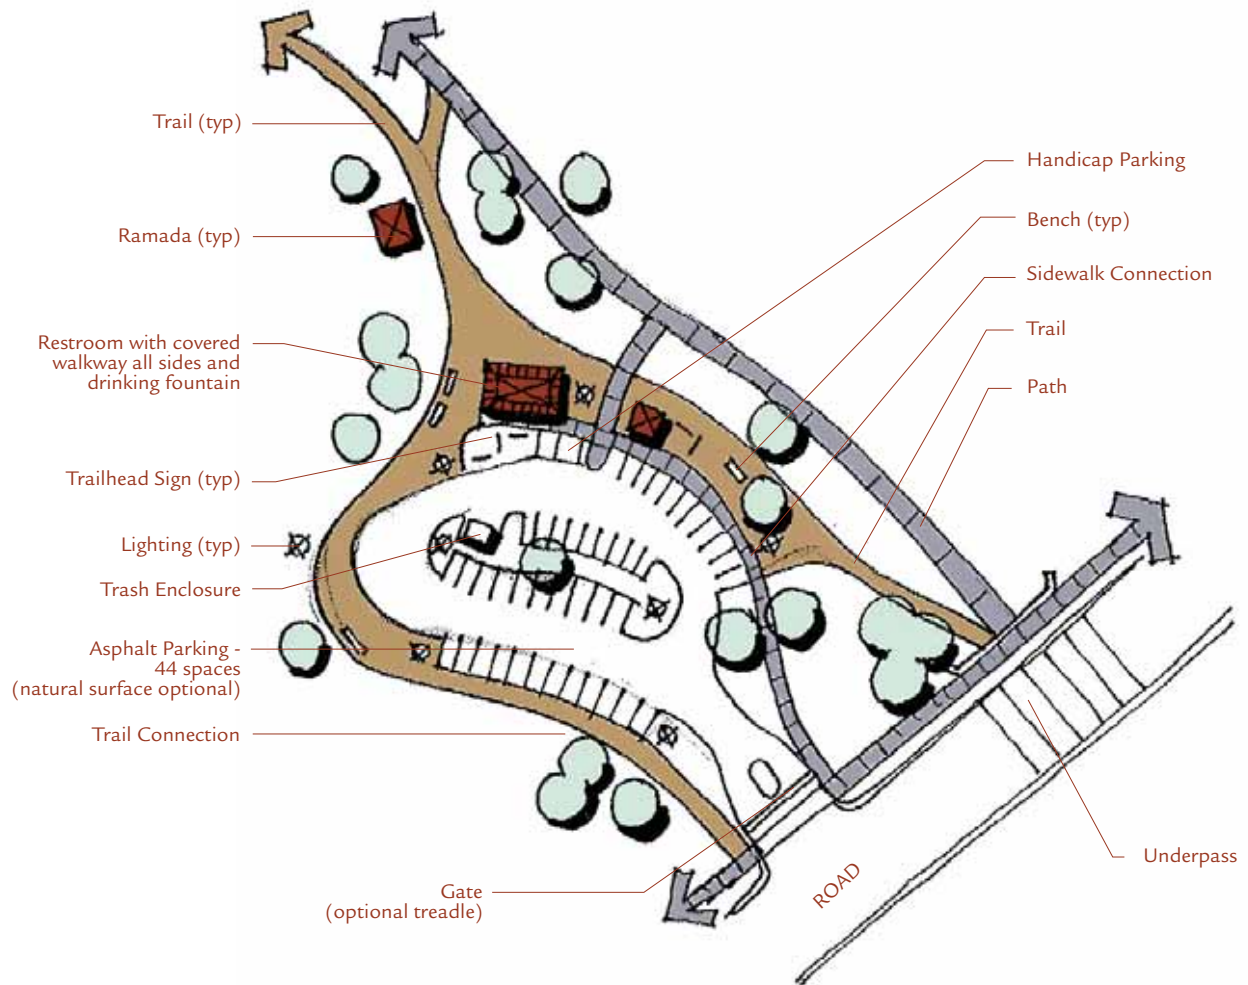 Trail (typ)
Ramada (typ)
Restroom with covered
walkway all sides and
drinking fountain
Trailhead Sign (typ)
Lighting (typ)
Trash Enclosure
Asphalt Parking -
44 spaces
(natural surface optional)
Trail Connection
Gate
(optional treadle)
Handicap Parking
Bench (typ)
Sidewalk Connection
Trail
Path
Underpass
ROAD